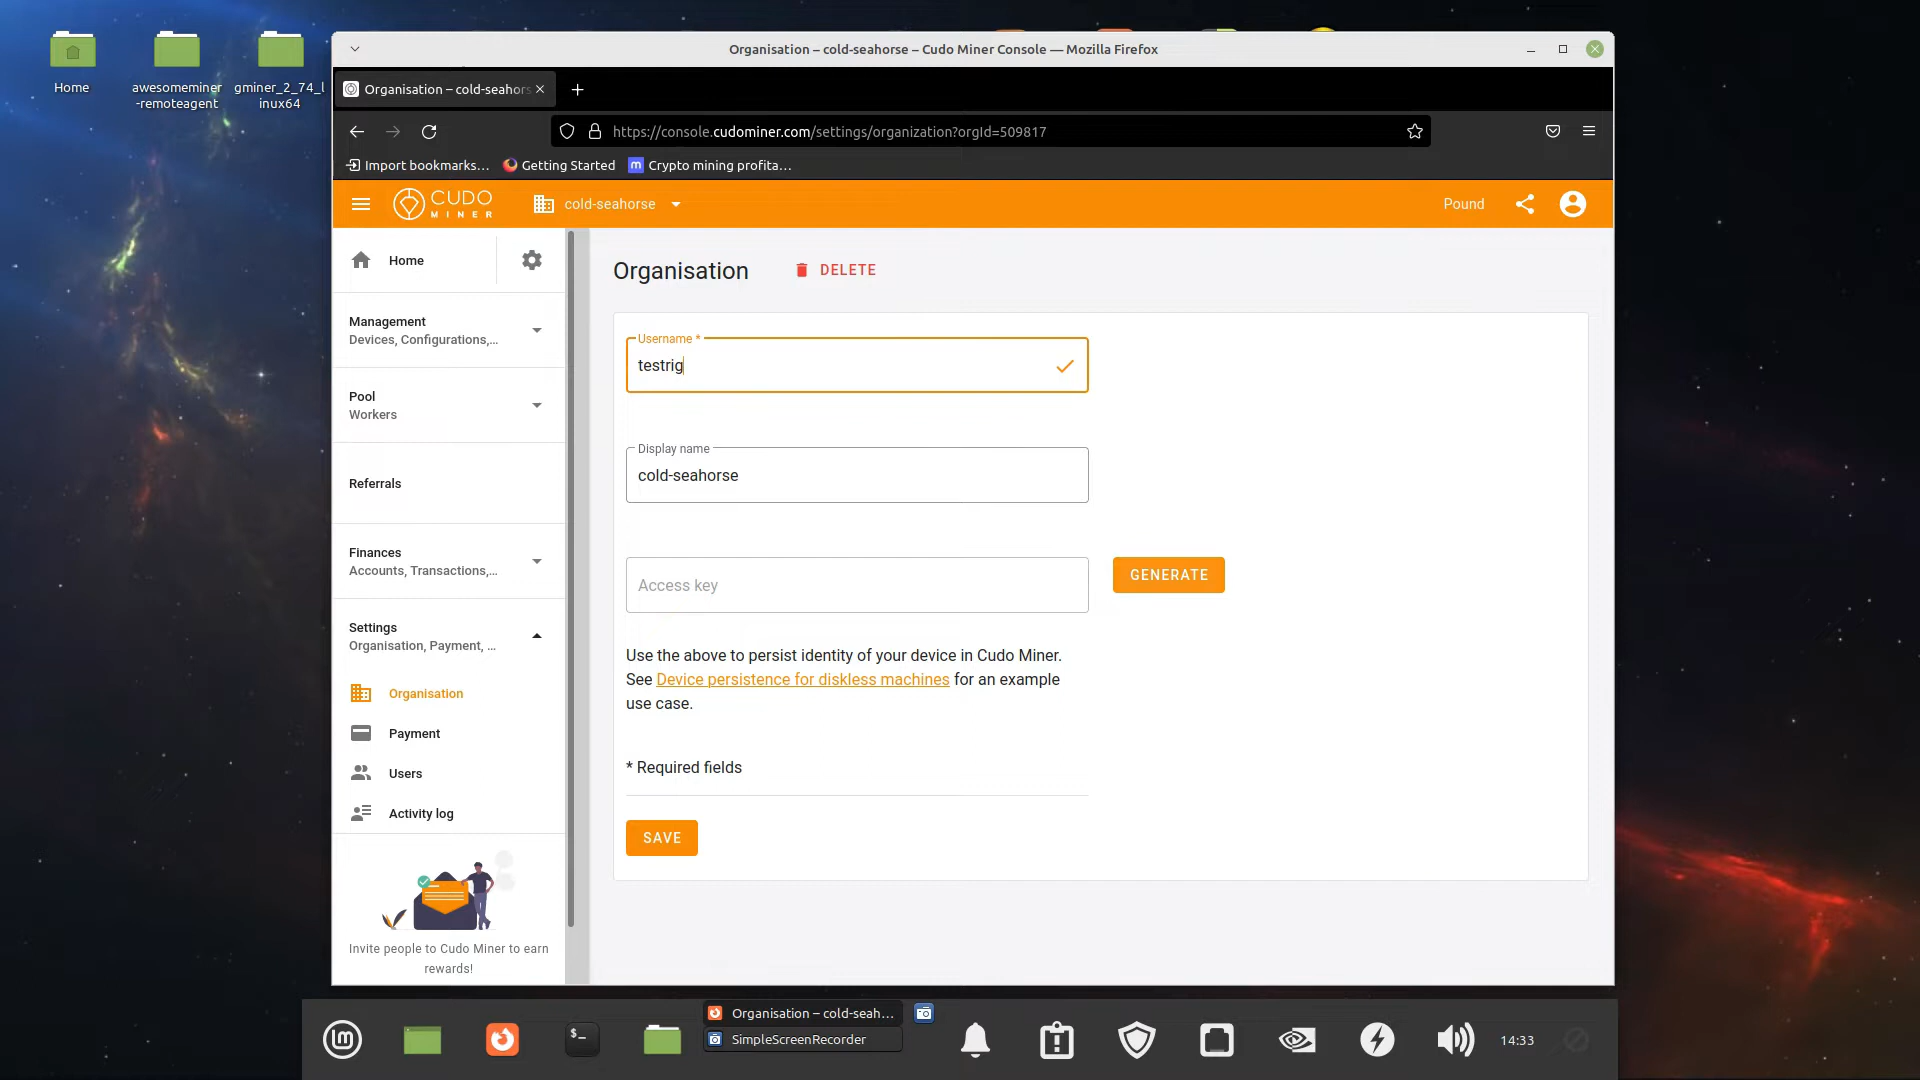 Home
awesomeminer
-remoteagent
gminer_2_74_l
inux64
Organisation – cold-seahorse – Cudo Miner Console — Mozilla Firefox
Organisation – cold-seahors
https://console.cudominer.com/settings/organization?orgId=509817
Import bookmarks…
Getting Started
m
Crypto mining profita…
CUDO
MINER
cold-seahorse
Pound
Home
Management
Devices, Configurations,...
Pool
Workers
Referrals
Finances
Accounts, Transactions,...
Settings
Organisation, Payment, ...
Organisation
Payment
Users
Activity log
Invite people to Cudo Miner to earn
rewards!
Organisation
DELETE
Username *
testrig
Display name
cold-seahorse
Access key
GENERATE
Use the above to persist identity of your device in Cudo Miner.
See Device persistence for diskless machines for an example
use case.
* Required fields
SAVE
Organisation – cold-seah...
SimpleScreenRecorder
$_
14:33